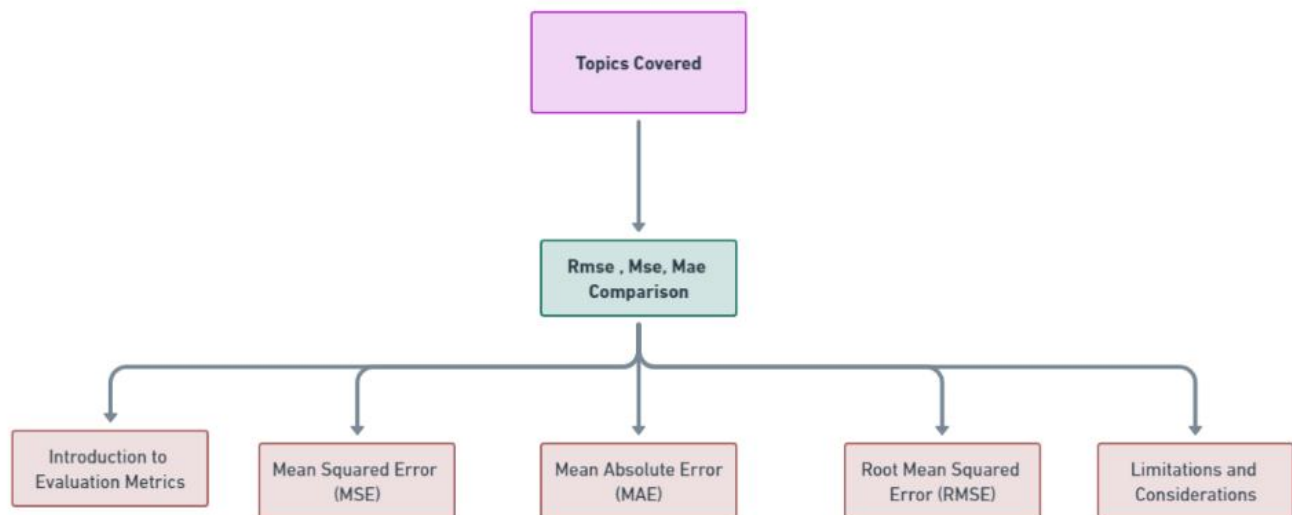 Topics Covered
Rmse , Mse, Mae
Comparison
Introduction to
Evaluation Metrics
Mean Squared Error
(MSE)
Mean Absolute Error
(MAE)
Root Mean Squared
Error (RMSE)
Limitations and
Considerations